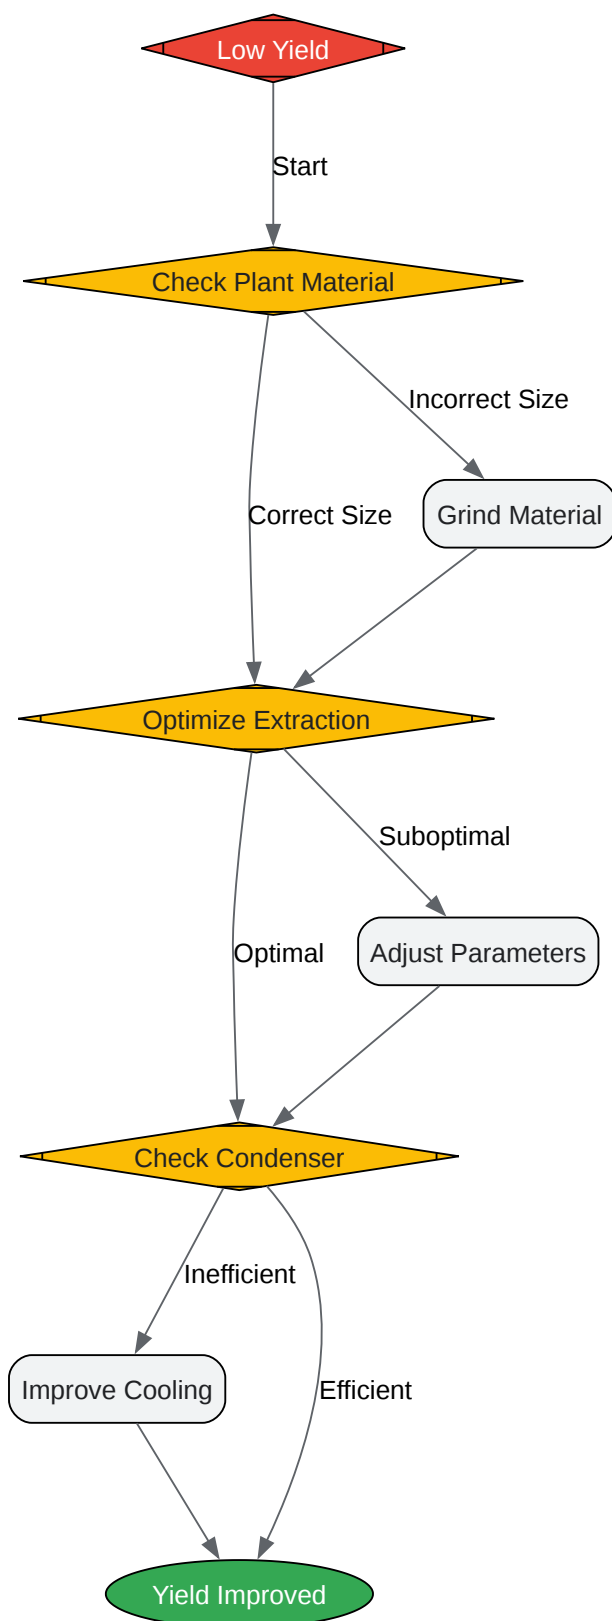 Low Yield
Start
Check Plant Material
Incorrect Size
Correct Size
Grind Material
Optimize Extraction
Suboptimal
Optimal
Adjust Parameters
Check Condenser
Inefficient
Improve Cooling
Efficient
Yield Improved